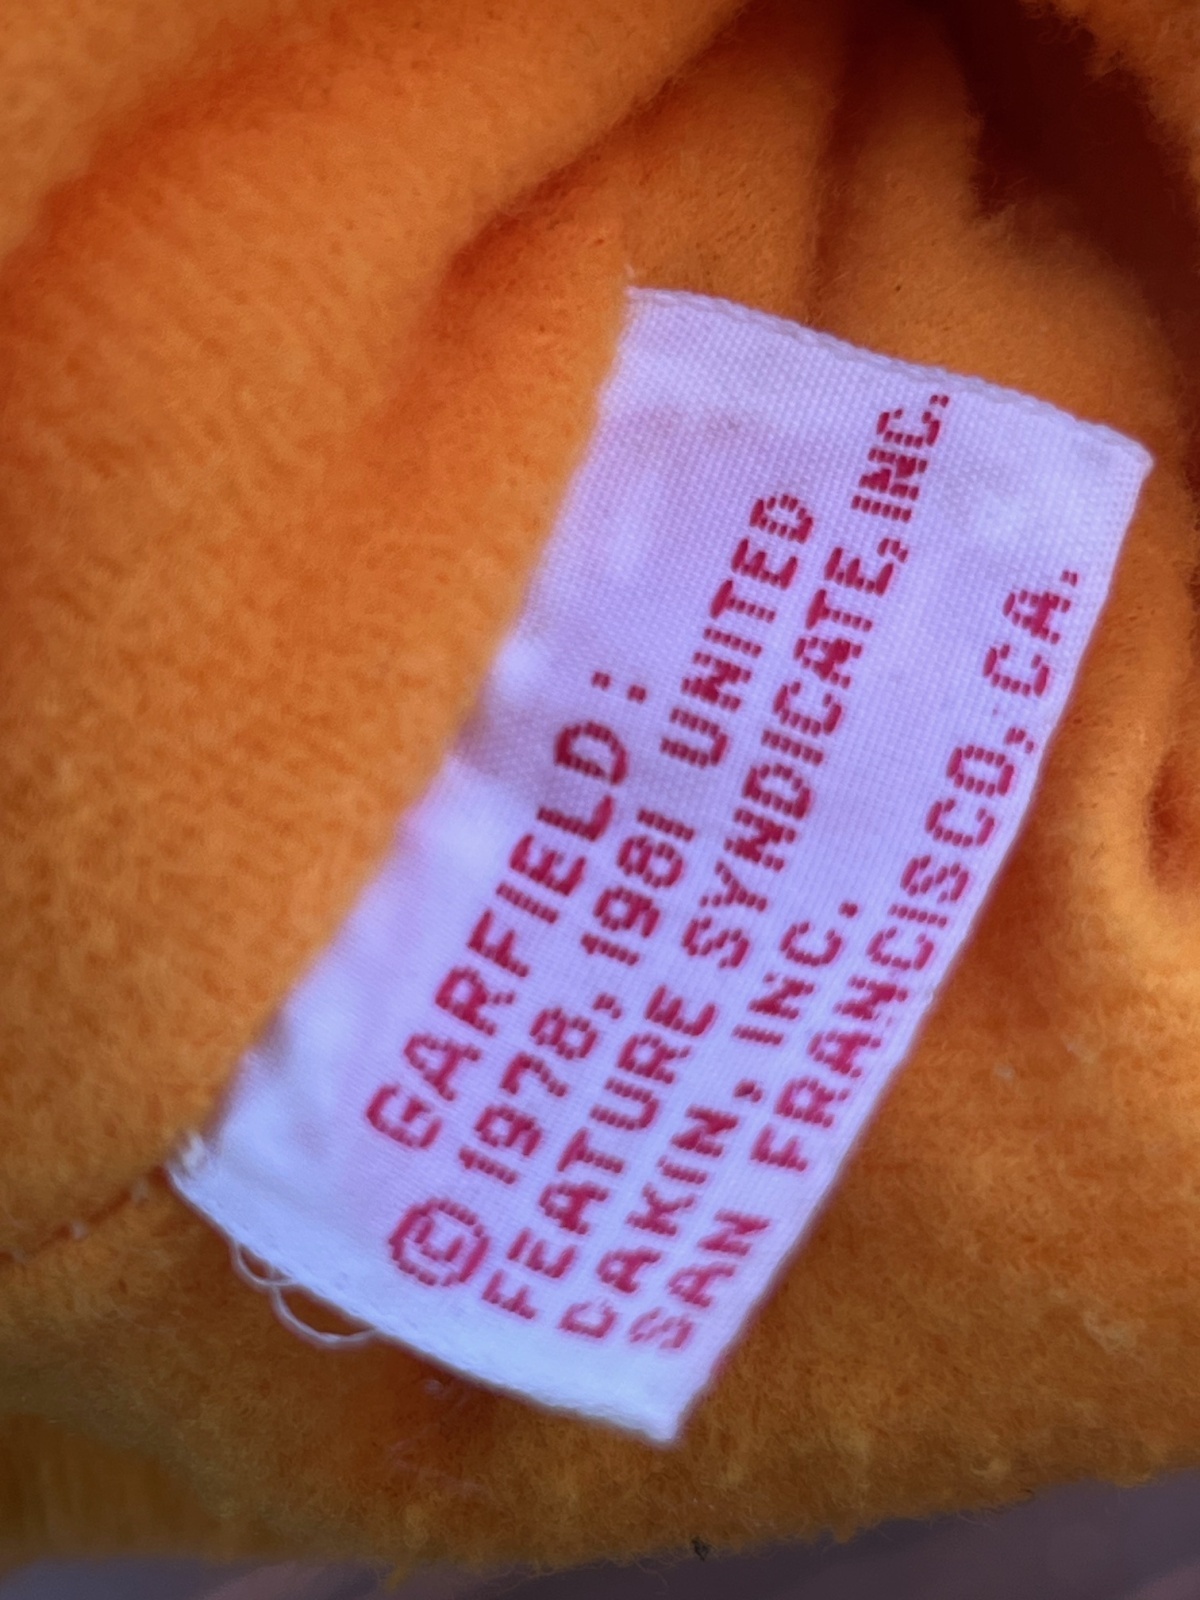 GARFIELD:
© 1978, 1981 UNITED
FEATURE SYNDICATE, INC.
DAKIN, INC.
SAN FRANCISCO, CA.